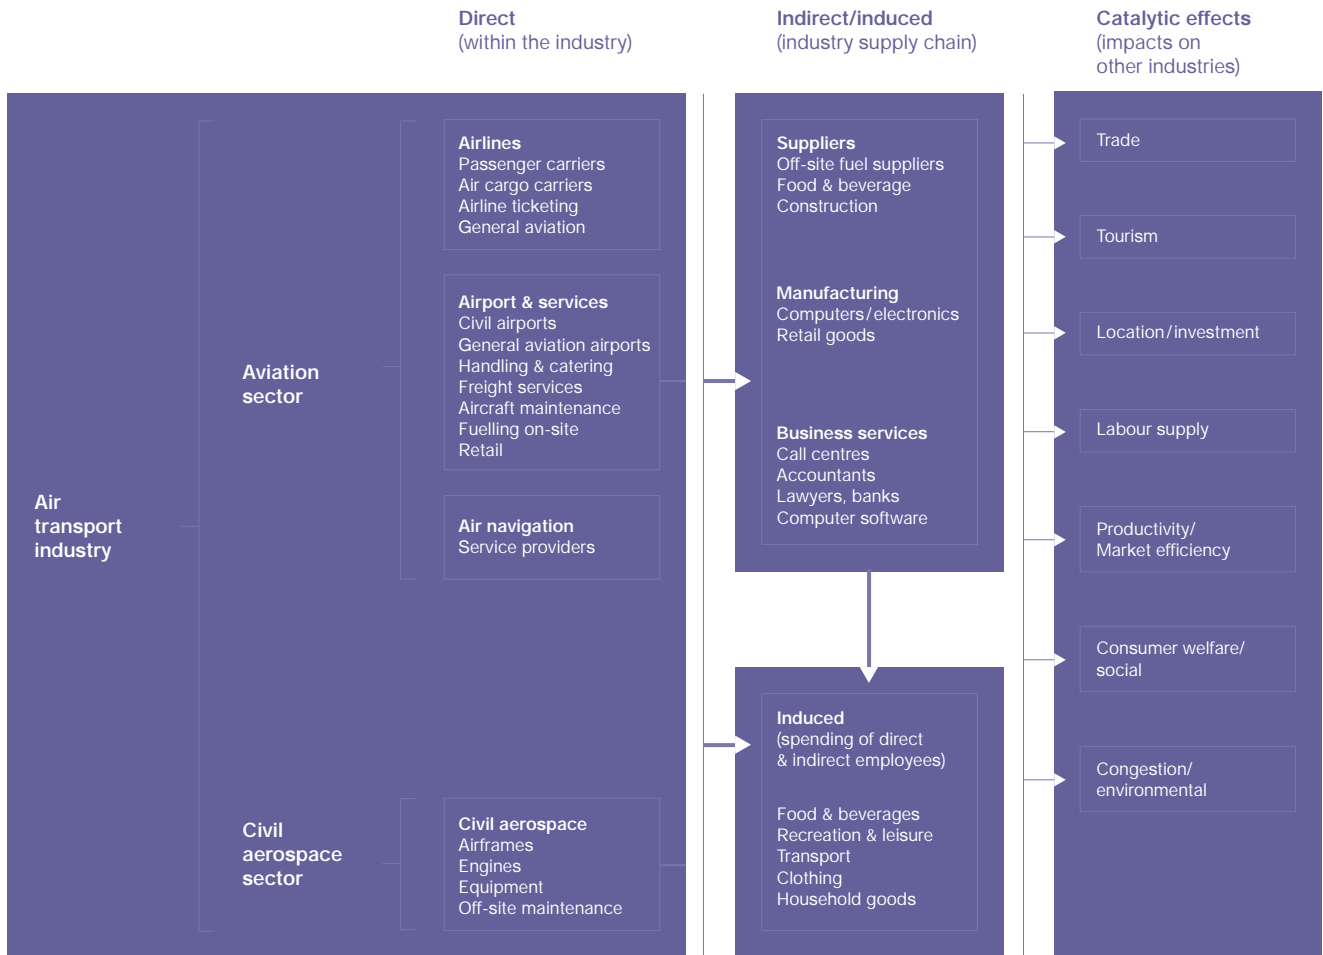 Direct
(within the industry)
Indirect/induced
(industry supply chain)
Catalytic effects
(impacts on
other industries)
Air
transport
industry
Aviation
sector
Civil
aerospace
sector
Airlines
Passenger carriers
Air cargo carriers
Airline ticketing
General aviation
Airport & services
Civil airports
General aviation airports
Handling & catering
Freight services
Aircraft maintenance
Fuelling on-site
Retail
Air navigation
Service providers
Civil aerospace
Airframes
Engines
Equipment
Off-site maintenance
Suppliers
Off-site fuel suppliers
Food & beverage
Construction
Manufacturing
Computers/electronics
Retail goods
Business services
Call centres
Accountants
Lawyers, banks
Computer software
Induced
(spending of direct
& indirect employees)
Food & beverages
Recreation & leisure
Transport
Clothing
Household goods
Trade
Tourism
Location/investment
Labour supply
Productivity/
Market efficiency
Consumer welfare/
social
Congestion/
environmental